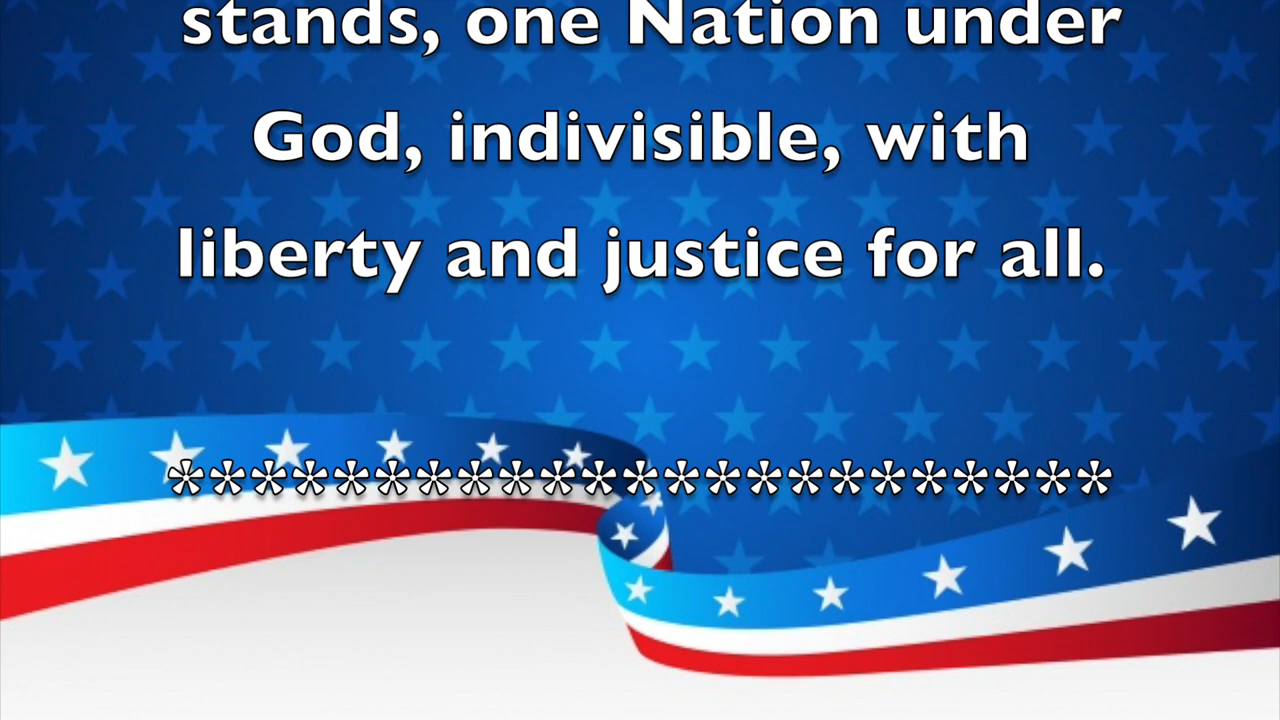 stands, one Nation under
God, indivisible, with
liberty and justice for all.
***********************